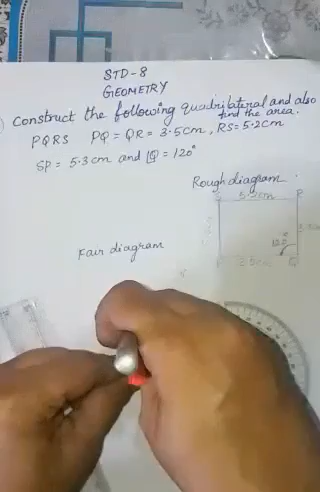 STD-8
GEOMETRY
Construct the following quadrilateral and also
find the area.
PQRS PQ = QR = 3.5cm, RS = 5.2cm
SP = 5.3cm and ∠Q = 120°
Rough diagram
5.2cm
120°
3.5cm
Fair diagram